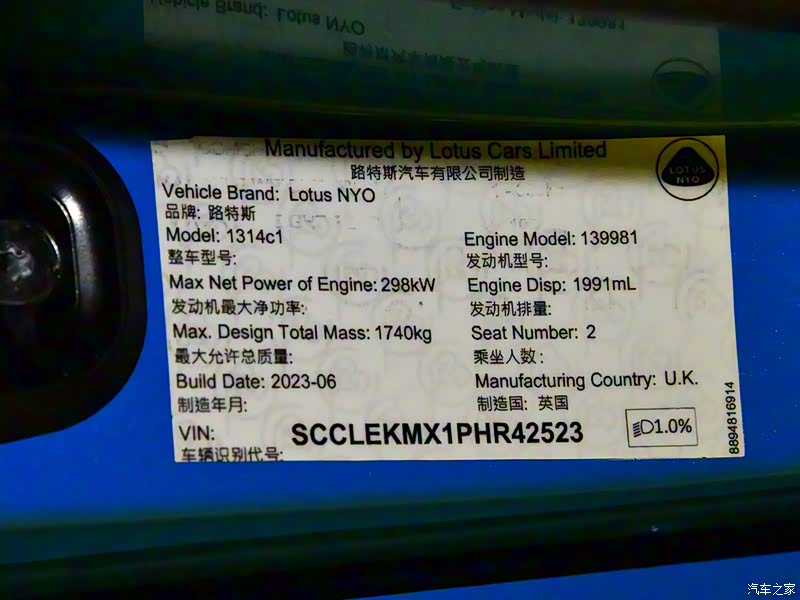 Manufactured by Lotus Cars Limited
路特斯汽车有限公司制造
LOTUS
NYO
Vehicle Brand: Lotus NYO
品牌: 路特斯
Model: 1314c1
整车型号:
Engine Model: 139981
发动机型号:
Max Net Power of Engine: 298kW
发动机最大净功率:
Engine Disp: 1991mL
发动机排量:
Max. Design Total Mass: 1740kg
最大允许总质量:
Seat Number: 2
乘坐人数:
Build Date: 2023-06
制造年月:
Manufacturing Country: U.K.
制造国: 英国
VIN: SCCLEKMX1PHR42523
车辆识别代号:
1.0%
8894816914
汽车之家